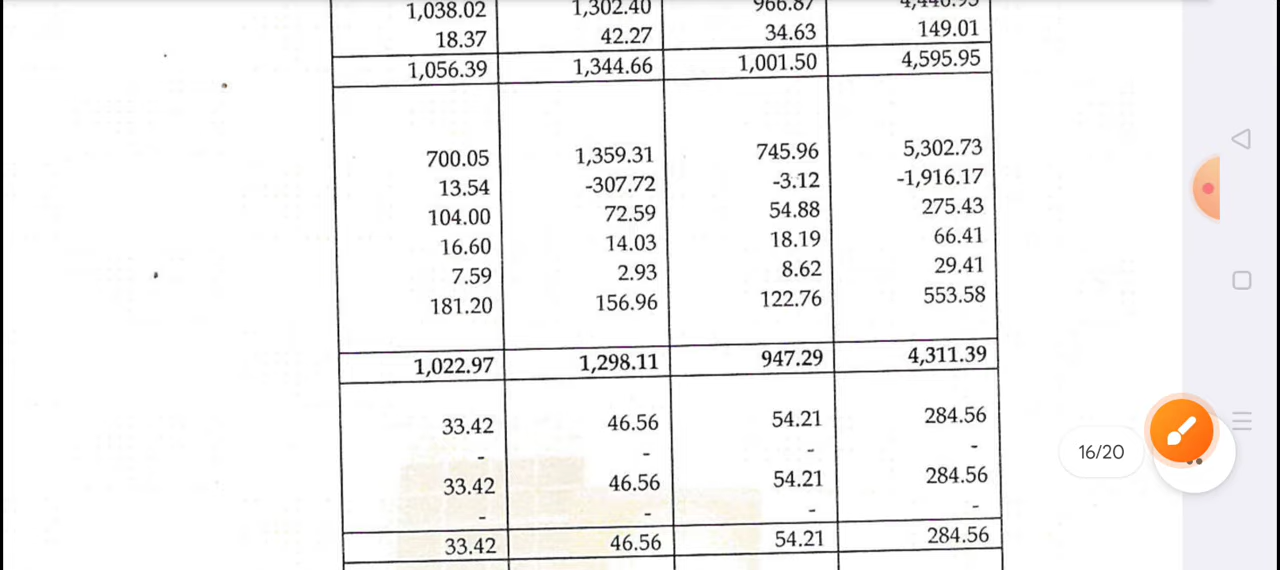 1,038.02 1,302.40 966.87 4,446.95
18.37 42.27 34.63 149.01
1,056.39 1,344.66 1,001.50 4,595.95
700.05 1,359.31 745.96 5,302.73
13.54 -307.72 -3.12 -1,916.17
104.00 72.59 54.88 275.43
16.60 14.03 18.19 66.41
7.59 2.93 8.62 29.41
181.20 156.96 122.76 553.58
1,022.97 1,298.11 947.29 4,311.39
33.42 46.56 54.21 284.56
- - - -
33.42 46.56 54.21 284.56
- - - -
33.42 46.56 54.21 284.56
16/20